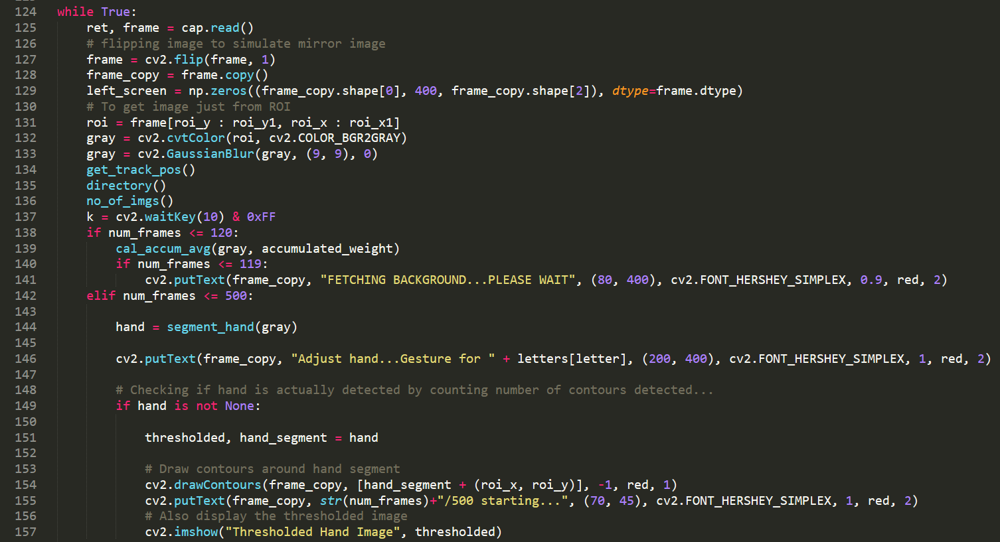 124 while True:
125     ret, frame = cap.read()
126     # flipping image to simulate mirror image
127     frame = cv2.flip(frame, 1)
128     frame_copy = frame.copy()
129     left_screen = np.zeros((frame_copy.shape[0], 400, frame_copy.shape[2]), dtype=frame.dtype)
130     # To get image just from ROI
131     roi = frame[roi_y : roi_y1, roi_x : roi_x1]
132     gray = cv2.cvtColor(roi, cv2.COLOR_BGR2GRAY)
133     gray = cv2.GaussianBlur(gray, (9, 9), 0)
134     get_track_pos()
135     directory()
136     no_of_imgs()
137     k = cv2.waitKey(10) & 0xFF
138     if num_frames <= 120:
139         cal_accum_avg(gray, accumulated_weight)
140         if num_frames <= 119:
141             cv2.putText(frame_copy, "FETCHING BACKGROUND...PLEASE WAIT", (80, 400), cv2.FONT_HERSHEY_SIMPLEX, 0.9, red, 2)
142     elif num_frames <= 500:
143
144         hand = segment_hand(gray)
145
146         cv2.putText(frame_copy, "Adjust hand...Gesture for " + letters[letter], (200, 400), cv2.FONT_HERSHEY_SIMPLEX, 1, red, 2)
147
148         # Checking if hand is actually detected by counting number of contours detected...
149         if hand is not None:
150
151             thresholded, hand_segment = hand
152
153             # Draw contours around hand segment
154             cv2.drawContours(frame_copy, [hand_segment + (roi_x, roi_y)], -1, red, 1)
155             cv2.putText(frame_copy, str(num_frames)+"/500 starting...", (70, 45), cv2.FONT_HERSHEY_SIMPLEX, 1, red, 2)
156             # Also display the thresholded image
157             cv2.imshow("Thresholded Hand Image", thresholded)